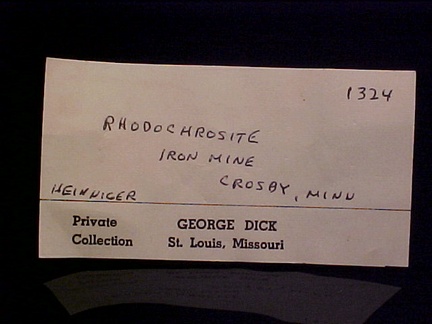 1324
RHODOCHROSITE
IRON MINE
CROSBY, MINN
HEINNIGER
Private Collection
GEORGE DICK
St. Louis, Missouri